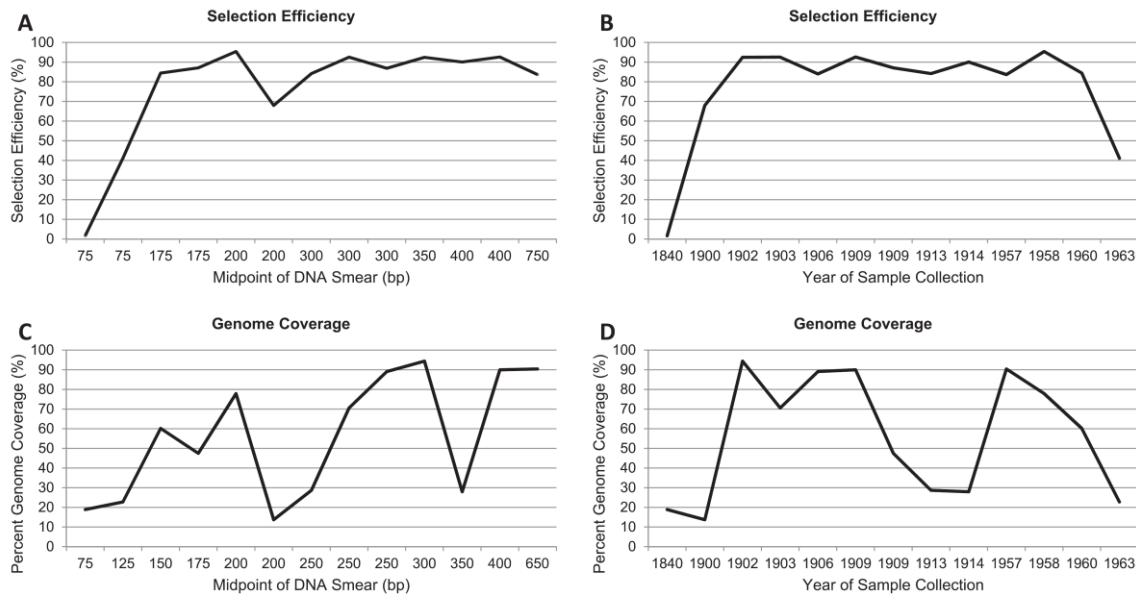 A
Selection Efficiency
Selection Efficiency (%)
100
90
80
70
60
50
40
30
20
10
0
75 75 175 175 200 200 300 300 300 350 400 400 750
Midpoint of DNA Smear (bp)
B
Selection Efficiency
Selection Efficiency (%)
100
90
80
70
60
50
40
30
20
10
0
1840 1900 1902 1903 1906 1909 1909 1913 1914 1957 1958 1960 1963
Year of Sample Collection
C
Genome Coverage
Percent Genome Coverage (%)
100
90
80
70
60
50
40
30
20
10
0
75 125 150 175 200 200 250 250 250 300 350 400 650
Midpoint of DNA Smear (bp)
D
Genome Coverage
Percent Genome Coverage (%)
100
90
80
70
60
50
40
30
20
10
0
1840 1900 1902 1903 1906 1909 1909 1913 1914 1957 1958 1960 1963
Year of Sample Collection